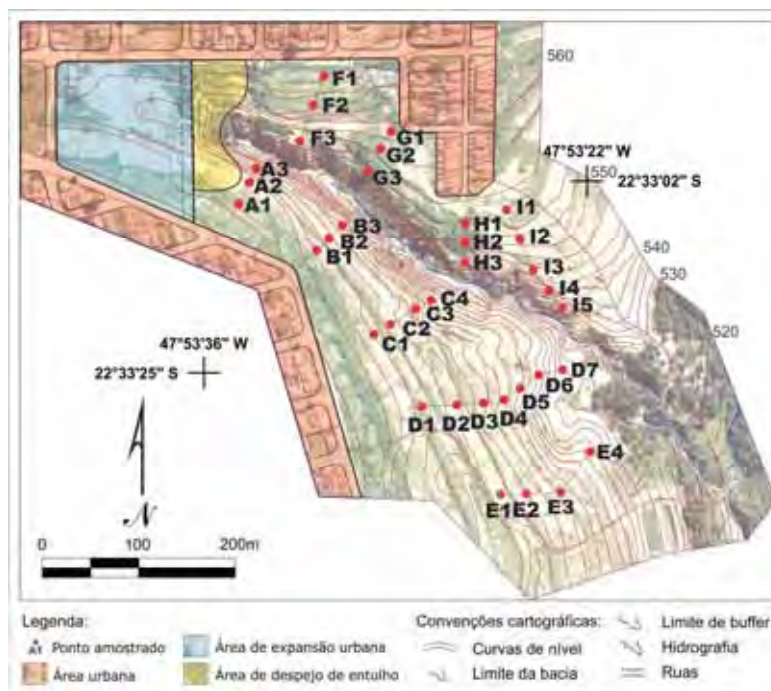 560
F1
F2
G1
F3
G2
47°53'22" W
A3
G3
550
22°33'02" S
A2
A1
I1
B3
H1
B2
H2
I2
540
B1
H3
I3
530
I4
C4
I5
C3
520
C2
47°53'36" W
C1
22°33'25" S
D7
D6
D5
D1 D2 D3 D4
E4
N
E1 E2 E3
0 100 200m
Legenda:
A1 Ponto amostrado
Área urbana
Área de expansão urbana
Área de despejo de entulho
Convenções cartográficas:
Curvas de nível
Limite da bacia
Limite de buffer
Hidrografia
Ruas